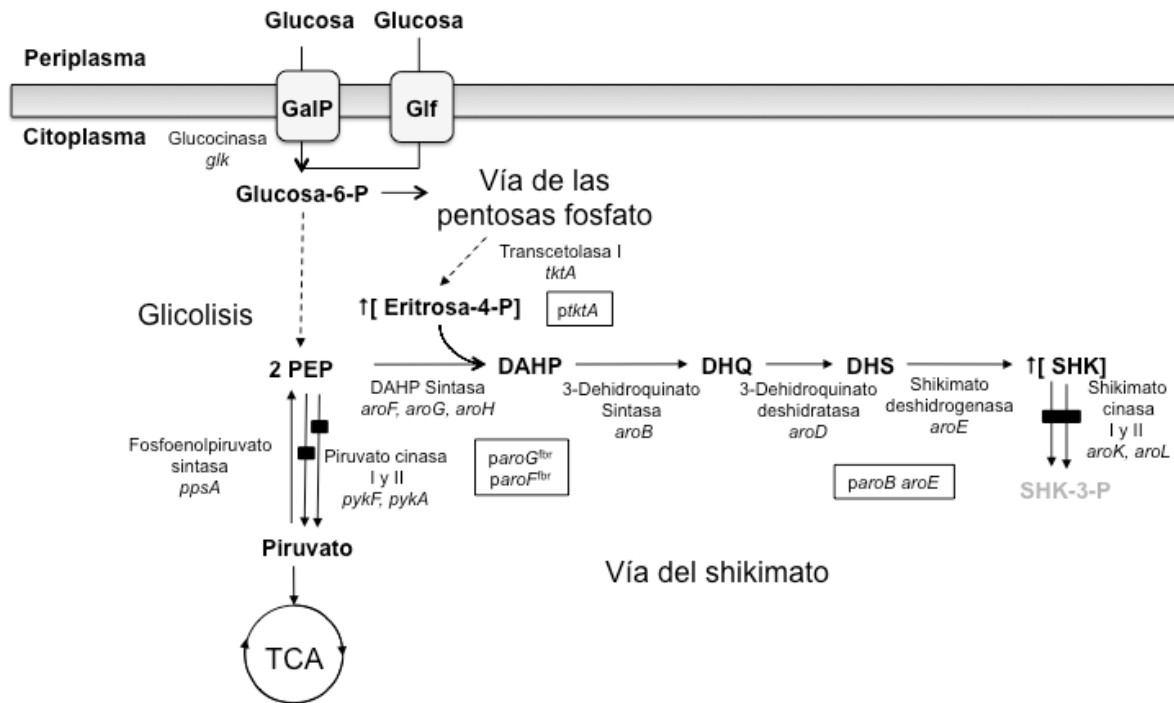 Glucosa
Glucosa
Periplasma
GalP
Glf
Citoplasma
Glucocinasa
glk
Glucosa-6-P
Vía de las
pentosas fosfato
Transcetolasa I
tktA
Glicolisis
↑[ Eritrosa-4-P]
ptktA
2 PEP
DAHP
DHQ
DHS
↑[ SHK]
DAHP Sintasa
aroF, aroG, aroH
3-Dehidroquinato
Sintasa
aroB
3-Dehidroquinato
deshidratasa
aroD
Shikimato
deshidrogenasa
aroE
Shikimato
cinasa
I y II
aroK, aroL
Fosfoenolpiruvato
sintasa
ppsA
Piruvato cinasa
I y II
pykF, pykA
paroGfbr
paroFfbr
paroB aroE
SHK-3-P
Piruvato
Vía del shikimato
TCA